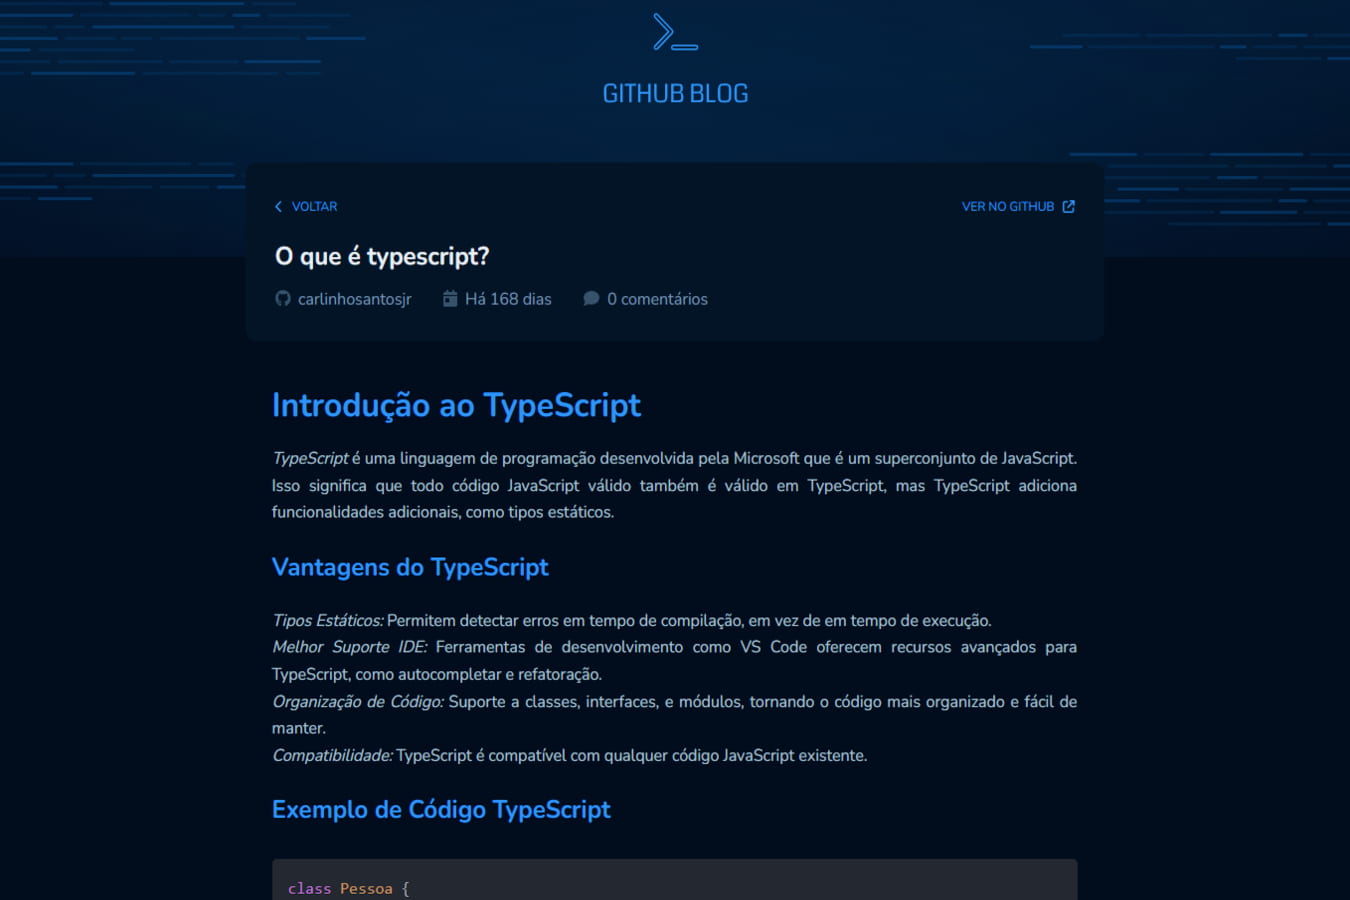 GITHUB BLOG
VOLTAR
VER NO GITHUB
O que é typescript?
carlinhosantosjr
Há 168 dias
0 comentários
Introdução ao TypeScript
TypeScript é uma linguagem de programação desenvolvida pela Microsoft que é um superconjunto de JavaScript.
Isso significa que todo código JavaScript válido também é válido em TypeScript, mas TypeScript adiciona
funcionalidades adicionais, como tipos estáticos.
Vantagens do TypeScript
Tipos Estáticos: Permitem detectar erros em tempo de compilação, em vez de em tempo de execução.
Melhor Suporte IDE: Ferramentas de desenvolvimento como VS Code oferecem recursos avançados para
TypeScript, como autocompletar e refatoração.
Organização de Código: Suporte a classes, interfaces, e módulos, tornando o código mais organizado e fácil de
manter.
Compatibilidade: TypeScript é compatível com qualquer código JavaScript existente.
Exemplo de Código TypeScript
class Pessoa {